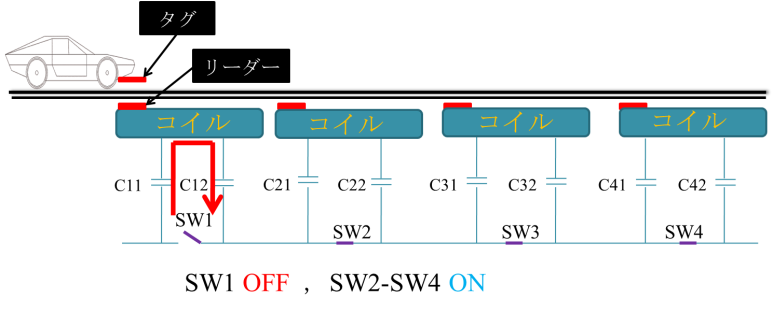 タグ
リーダー
コイル コイル コイル コイル
C11 C12 C21 C22 C31 C32 C41 C42
SW1 SW2 SW3 SW4
SW1 OFF , SW2-SW4 ON